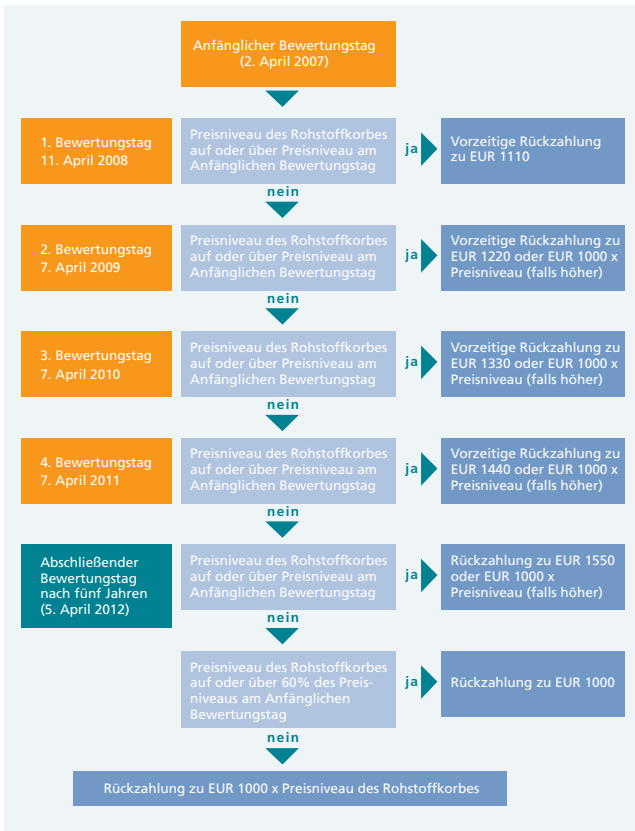 Anfänglicher Bewertungstag
(2. April 2007)
1. Bewertungstag
11. April 2008
Preisniveau des Rohstoffkorbes
auf oder über Preisniveau am
Anfänglichen Bewertungstag
ja
Vorzeitige Rückzahlung
zu EUR 1110
nein
2. Bewertungstag
7. April 2009
Preisniveau des Rohstoffkorbes
auf oder über Preisniveau am
Anfänglichen Bewertungstag
ja
Vorzeitige Rückzahlung zu
EUR 1220 oder EUR 1000 x
Preisniveau (falls höher)
nein
3. Bewertungstag
7. April 2010
Preisniveau des Rohstoffkorbes
auf oder über Preisniveau am
Anfänglichen Bewertungstag
ja
Vorzeitige Rückzahlung zu
EUR 1330 oder EUR 1000 x
Preisniveau (falls höher)
nein
4. Bewertungstag
7. April 2011
Preisniveau des Rohstoffkorbes
auf oder über Preisniveau am
Anfänglichen Bewertungstag
ja
Vorzeitige Rückzahlung zu
EUR 1440 oder EUR 1000 x
Preisniveau (falls höher)
nein
Abschließender
Bewertungstag
nach fünf Jahren
(5. April 2012)
Preisniveau des Rohstoffkorbes
auf oder über Preisniveau am
Anfänglichen Bewertungstag
ja
Rückzahlung zu EUR 1550
oder EUR 1000 x
Preisniveau (falls höher)
nein
Preisniveau des Rohstoffkorbes
auf oder über 60% des Preis-
niveaus am Anfänglichen
Bewertungstag
ja
Rückzahlung zu EUR 1000
nein
Rückzahlung zu EUR 1000 x Preisniveau des Rohstoffkorbes